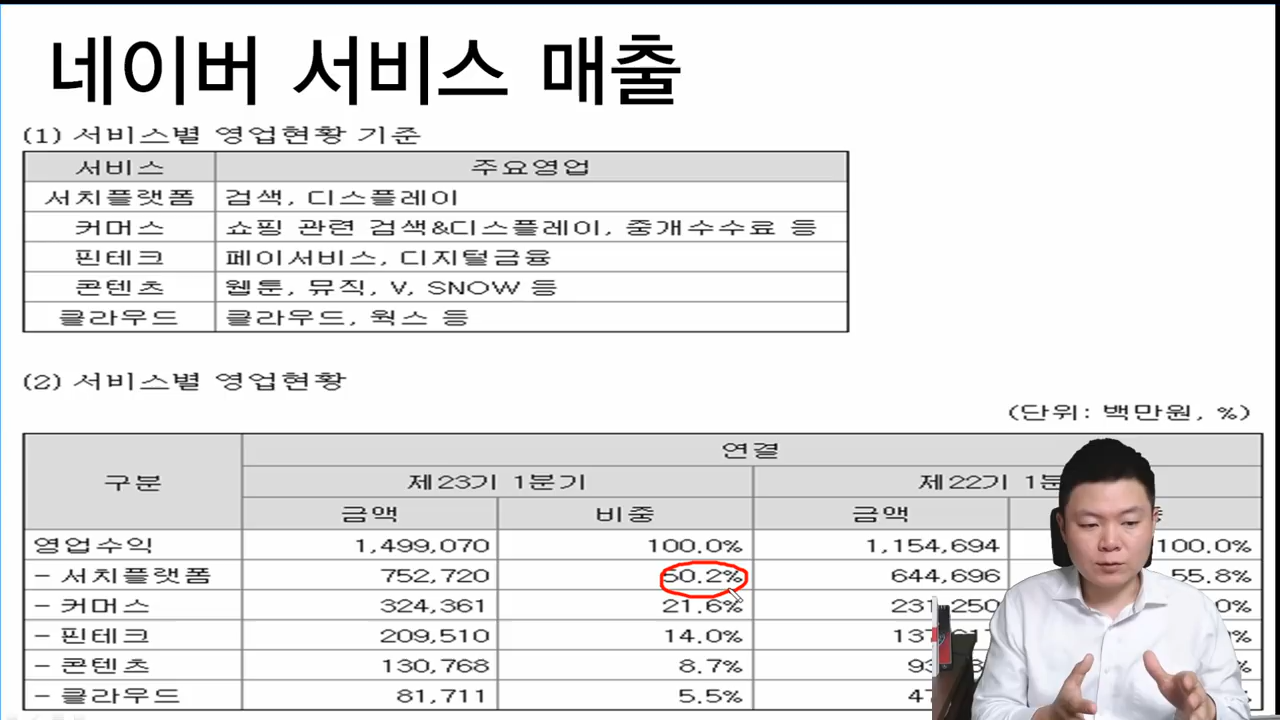 네이버 서비스 매출
(1) 서비스별 영업현황 기준
서비스 주요영업
서치플랫폼 검색, 디스플레이
커머스 쇼핑 관련 검색&디스플레이, 중개수수료 등
핀테크 페이서비스, 디지털금융
콘텐츠 웹툰, 뮤직, V, SNOW 등
클라우드 클라우드, 웍스 등
(2) 서비스별 영업현황
(단위: 백만원, %)
구분 연결
제23기 1분기 제22기
금액 비중 금액
영업수익 1,499,070 100.0% 1,154,694 100.0%
- 서치플랫폼 752,720 50.2% 644,696 55.8%
- 커머스 324,361 21.6%
- 핀테크 209,510 14.0%
- 콘텐츠 130,768 8.7%
- 클라우드 81,711 5.5%